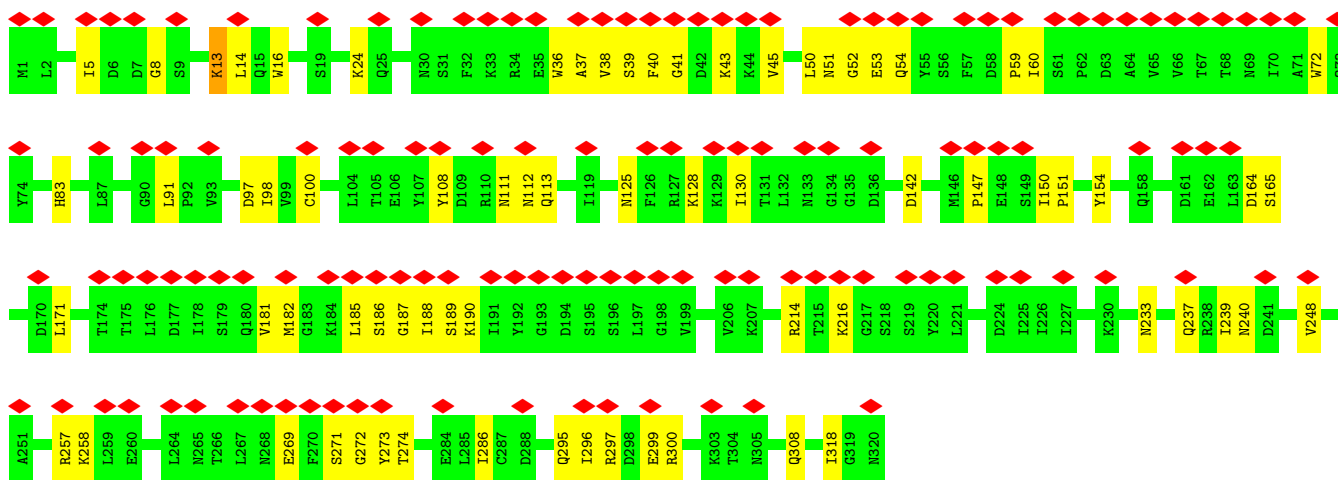 M1 L2 I5 D6 D7 G8 S9 K13 L14 Q15 W16 S19 K24 Q25 N30 S31 F32 K33 R34 E35 W36 A37 V38 S39 F40 G41 D42 K43 K44 V45 L50 N51 G52 E53 Q54 Y55 S56 F57 D58 P59 I60 S61 P62 D63 A64 V65 V66 T67 T68 N69 I70 A71 W72
Y74 H83 L87 G90 L91 P92 V93 D97 I98 V99 C100 L104 T105 E106 Y107 Y108 D109 R110 N111 N112 Q113 I119 N125 F126 R127 K128 K129 I130 T131 L132 N133 G134 G135 D136 D142 M146 P147 E148 S149 I150 P151 Y154 Q158 D161 E162 L163 D164 S165
D170 L171 T174 T175 L176 D177 I178 S179 Q180 V181 M182 G183 K184 L185 S186 G187 I188 S189 K190 I191 Y192 G193 D194 S195 S196 L197 G198 V199 V206 K207 R214 T215 K216 G217 S218 S219 Y220 L221 D224 I225 I226 I227 K230 N233 Q237 R238 I239 N240 D241 V248
A251 R257 K258 L259 E260 L264 N265 T266 L267 N268 E269 F270 S271 G272 Y273 T274 E284 L285 I286 C287 D288 Q295 I296 R297 D298 E299 R300 K303 T304 N305 Q308 I318 G319 N320